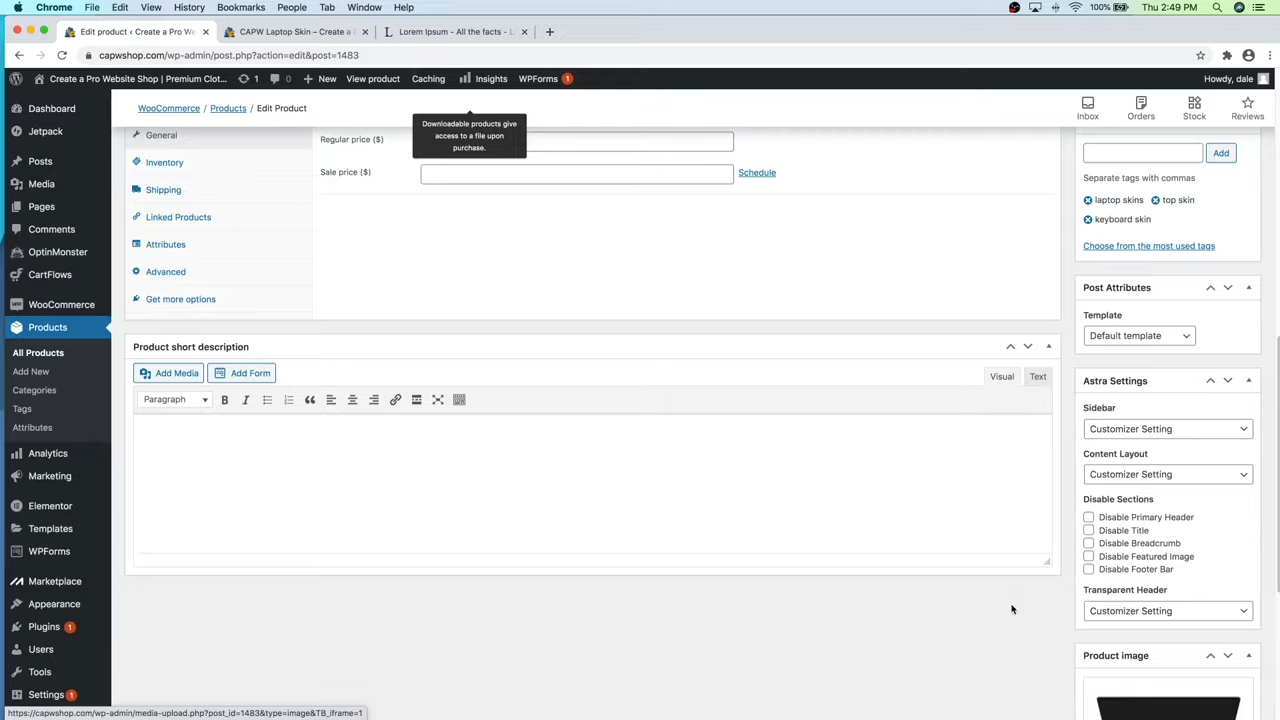 Chrome File Edit View History Bookmarks People Tab Window Help 100% Thu 2:49 PM
Edit product ‹ Create a Pro We CAPW Laptop Skin – Create a P Lorem Ipsum - All the facts - L
capwshop.com/wp-admin/post.php?action=edit&post=1483
Create a Pro Website Shop | Premium Clot... 1 0 New View product Caching Insights WPForms 1 Howdy, dale
Dashboard
Jetpack
Posts
Media
Pages
Comments
OptinMonster
CartFlows
WooCommerce
Products
All Products
Add New
Categories
Tags
Attributes
Analytics
Marketing
Elementor
Templates
WPForms
Marketplace
Appearance
Plugins 1
Users
Tools
Settings 1
WooCommerce / Products / Edit Product
Inbox Orders Stock Reviews
Downloadable products give
access to a file upon
purchase.
General
Inventory
Shipping
Linked Products
Attributes
Advanced
Get more options
Regular price ($)
Sale price ($) Schedule
Product short description
Add Media Add Form
Visual Text
Paragraph B I
Add
Separate tags with commas
laptop skins top skin
keyboard skin
Choose from the most used tags
Post Attributes
Template
Default template
Astra Settings
Sidebar
Customizer Setting
Content Layout
Customizer Setting
Disable Sections
Disable Primary Header
Disable Title
Disable Breadcrumb
Disable Featured Image
Disable Footer Bar
Transparent Header
Customizer Setting
Product image
https://capwshop.com/wp-admin/media-upload.php?post_id=1483&type=image&TB_iframe=1